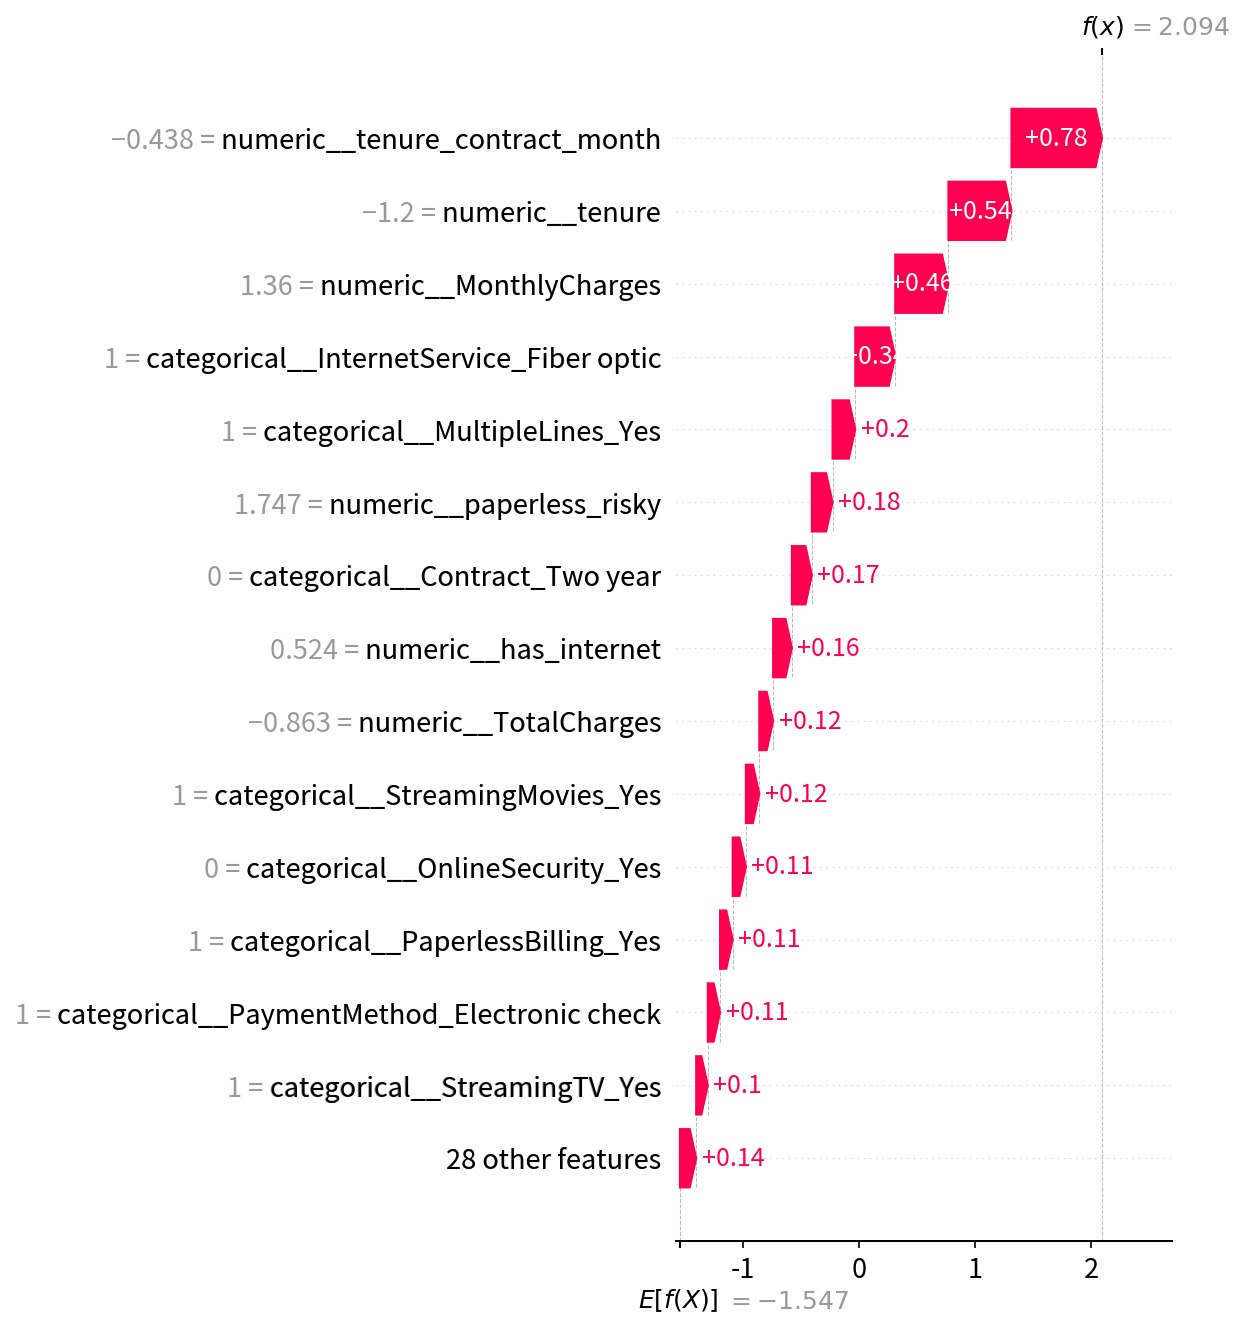 f(x) = 2.094
−0.438 = numeric__tenure_contract_month
+0.78
−1.2 = numeric__tenure
+0.54
1.36 = numeric__MonthlyCharges
+0.46
1 = categorical__InternetService_Fiber optic
1 = categorical__MultipleLines_Yes
+0.2
1.747 = numeric__paperless_risky
+0.18
0 = categorical__Contract_Two year
+0.17
0.524 = numeric__has_internet
+0.16
−0.863 = numeric__TotalCharges
+0.12
1 = categorical__StreamingMovies_Yes
+0.12
0 = categorical__OnlineSecurity_Yes
+0.11
1 = categorical__PaperlessBilling_Yes
+0.11
1 = categorical__PaymentMethod_Electronic check
+0.11
1 = categorical__StreamingTV_Yes
+0.1
28 other features
+0.14
-1 0 1 2
E[f(X)] = −1.547